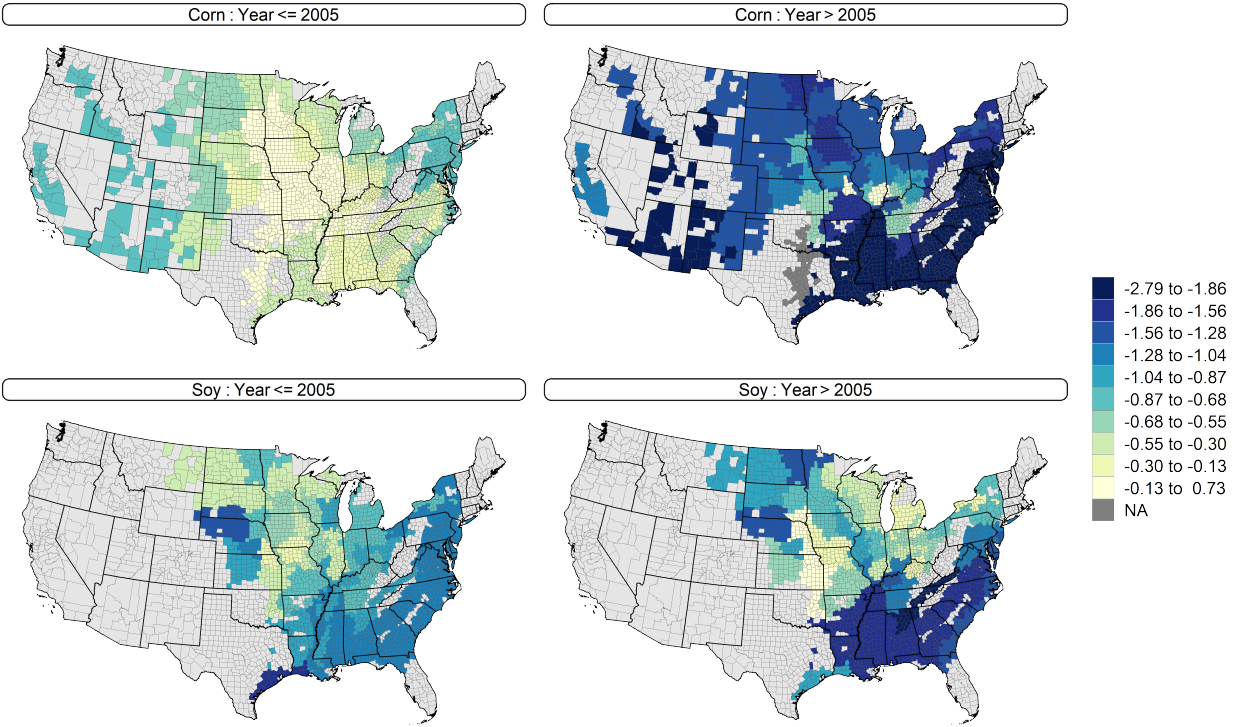 Corn : Year <= 2005
Corn : Year > 2005
Soy : Year <= 2005
Soy : Year > 2005
-2.79 to -1.86
-1.86 to -1.56
-1.56 to -1.28
-1.28 to -1.04
-1.04 to -0.87
-0.87 to -0.68
-0.68 to -0.55
-0.55 to -0.30
-0.30 to -0.13
-0.13 to 0.73
NA